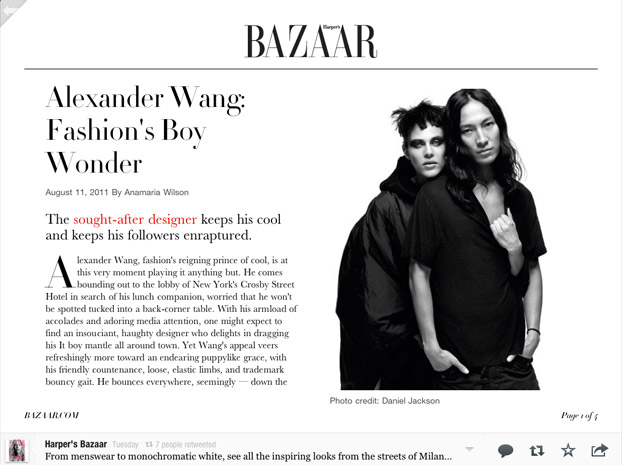 Harper's
BAZAAR
Alexander Wang:
Fashion's Boy
Wonder
August 11, 2011 By Anamaria Wilson
The sought-after designer keeps his cool
and keeps his followers enraptured.
Alexander Wang, fashion's reigning prince of cool, is at
this very moment playing it anything but. He comes
bounding out to the lobby of New York's Crosby Street
Hotel in search of his lunch companion, worried that he won't
be spotted tucked into a back-corner table. With his armload of
accolades and adoring media attention, one might expect to
find an insouciant, haughty designer who delights in dragging
his It boy mantle all around town. Yet Wang's appeal veers
refreshingly more toward an endearing puppylike grace, with
his friendly countenance, loose, elastic limbs, and trademark
bouncy gait. He bounces everywhere, seemingly — down the
Photo credit: Daniel Jackson
BAZAAR.COM
Page 1 of 4
Harper's Bazaar Tuesday 7 people retweeted
From menswear to monochromatic white, see all the inspiring looks from the streets of Milan...